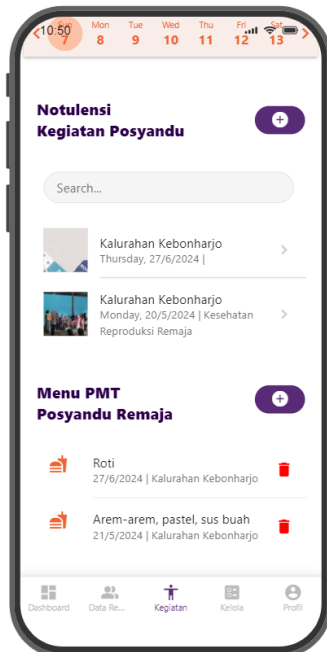 10:50
Sun Mon Tue Wed Thu Fri Sat
7 8 9 10 11 12 13
Notulensi
Kegiatan Posyandu
Search...
Kalurahan Kebonharjo
Thursday, 27/6/2024 |
Kalurahan Kebonharjo
Monday, 20/5/2024 | Kesehatan
Reproduksi Remaja
Menu PMT
Posyandu Remaja
Roti
27/6/2024 | Kalurahan Kebonharjo
Arem-arem, pastel, sus buah
21/5/2024 | Kalurahan Kebonharjo
Dashboard Data Re... Kegiatan Kelola Profil